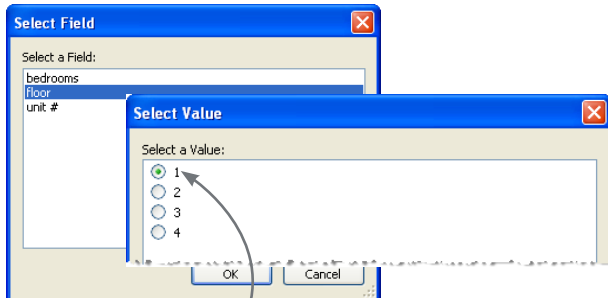 Select Field
Select a Field:
bedrooms
floor
unit #
Select Value
Select a Value:
1
2
3
4
OK
Cancel